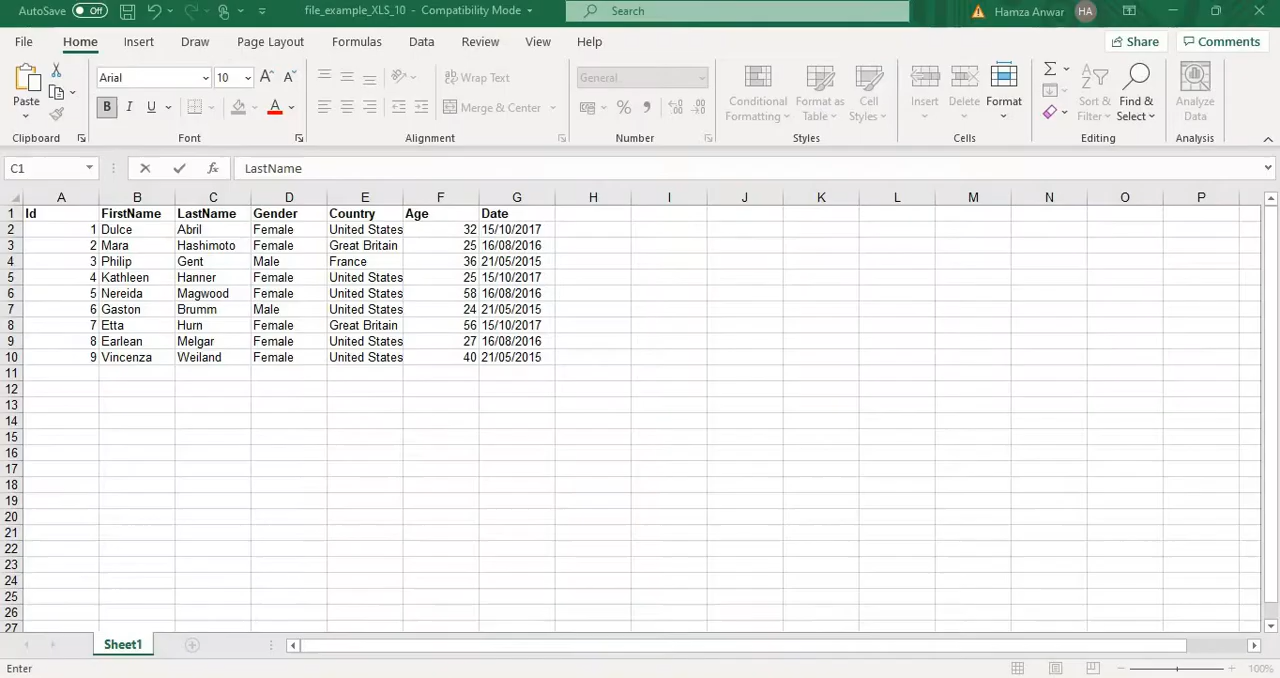 AutoSave Off file_example_XLS_10 - Compatibility Mode Search Hamza Anwar HA
File Home Insert Draw Page Layout Formulas Data Review View Help Share Comments
Paste Arial 10 A A Wrap Text General Conditional Formatting Format as Table Cell Styles Insert Delete Format Sort & Filter Find & Select Analyze Data
B I U A Merge & Center % 
Clipboard Font Alignment Number Styles Cells Editing Analysis
C1 fx LastName
A B C D E F G H I J K L M N O P
1 Id FirstName LastName Gender Country Age Date
2 1 Dulce Abril Female United States 32 15/10/2017
3 2 Mara Hashimoto Female Great Britain 25 16/08/2016
4 3 Philip Gent Male France 36 21/05/2015
5 4 Kathleen Hanner Female United States 25 15/10/2017
6 5 Nereida Magwood Female United States 58 16/08/2016
7 6 Gaston Brumm Male United States 24 21/05/2015
8 7 Etta Hurn Female Great Britain 56 15/10/2017
9 8 Earlean Melgar Female United States 27 16/08/2016
10 9 Vincenza Weiland Female United States 40 21/05/2015
11
12
13
14
15
16
17
18
19
20
21
22
23
24
25
26
27
Sheet1
Enter 100%